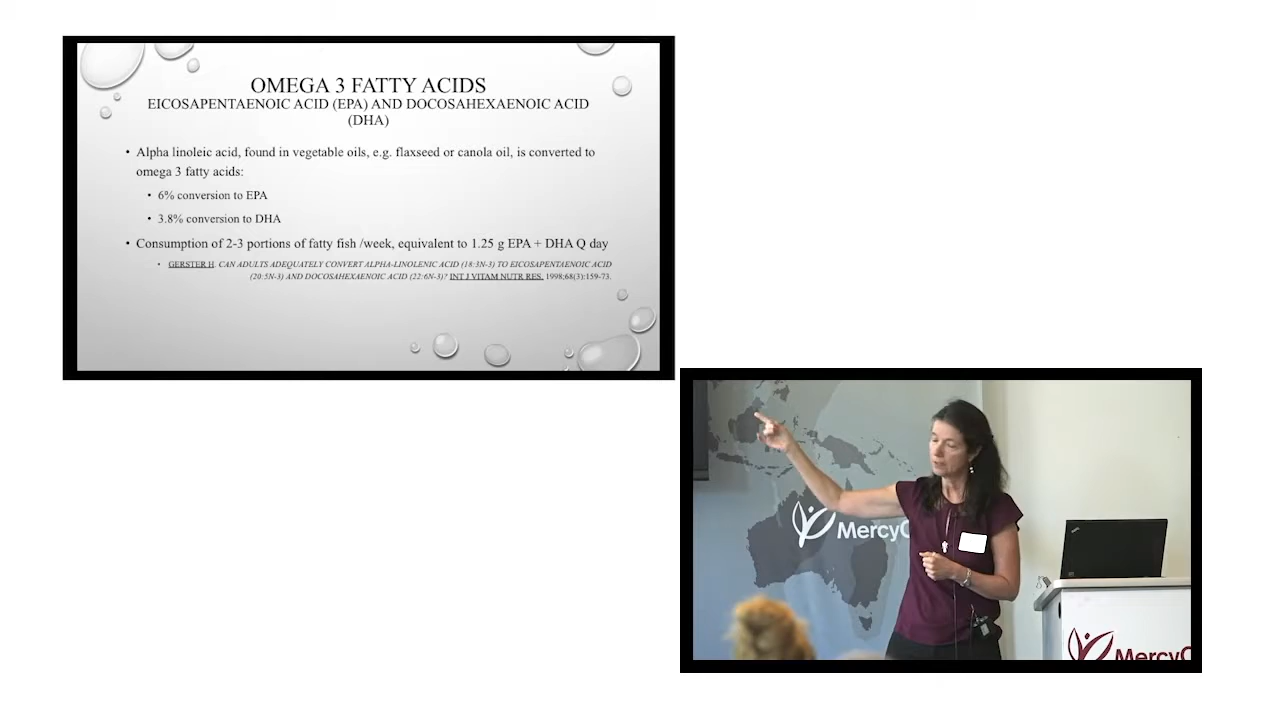 OMEGA 3 FATTY ACIDS
EICOSAPENTAENOIC ACID (EPA) AND DOCOSAHEXAENOIC ACID
(DHA)
• Alpha linoleic acid, found in vegetable oils, e.g. flaxseed or canola oil, is converted to
omega 3 fatty acids:
• 6% conversion to EPA
• 3.8% conversion to DHA
• Consumption of 2-3 portions of fatty fish /week, equivalent to 1.25 g EPA + DHA Q day
• GERSTER H. CAN ADULTS ADEQUATELY CONVERT ALPHA-LINOLENIC ACID (18:3N-3) TO EICOSAPENTAENOIC ACID
(20:5N-3) AND DOCOSAHEXAENOIC ACID (22:6N-3)? INT J VITAM NUTR RES. 1998;68(3):159-73.
MercyC
MercyC